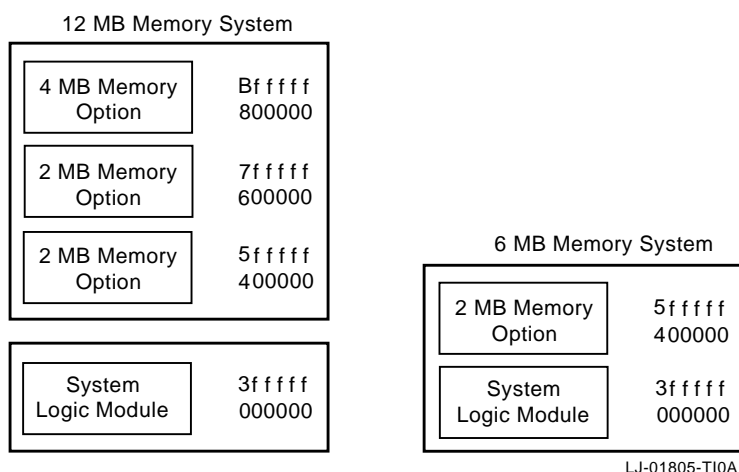 12 MB Memory System
4 MB Memory
Option
Bfffff
800000
2 MB Memory
Option
7fffff
600000
2 MB Memory
Option
5fffff
400000
System
Logic Module
3fffff
000000
6 MB Memory System
2 MB Memory
Option
5fffff
400000
System
Logic Module
3fffff
000000
LJ-01805-TI0A